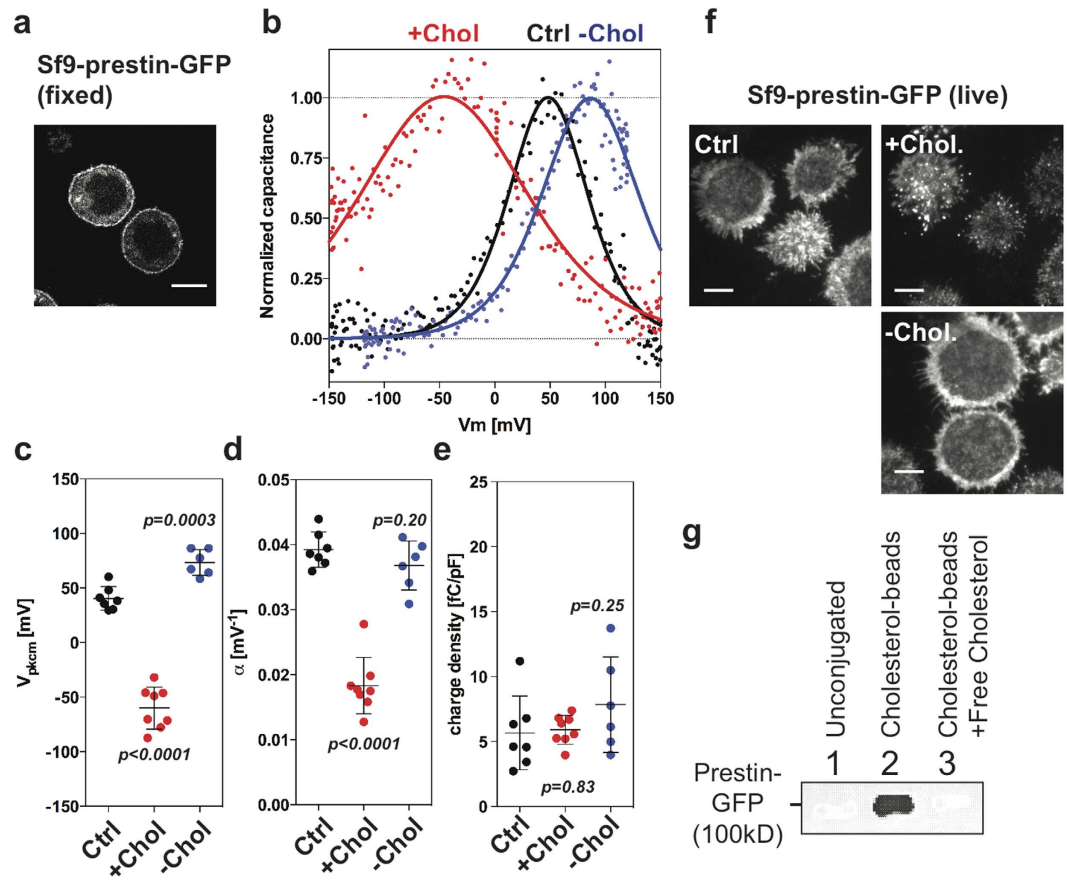 a
Sf9-prestin-GFP
(fixed)
b
+Chol
Ctrl
-Chol
Normalized capacitance
1.00
0.75
0.50
0.25
0.00
-150
-100
-50
0
50
100
150
Vm [mV]
f
Sf9-prestin-GFP (live)
Ctrl
+Chol.
-Chol.
c
Vpkcm [mV]
150
100
50
0
-50
-100
-150
p=0.0003
p<0.0001
Ctrl
+Chol
-Chol
d
α [mV-1]
0.05
0.04
0.03
0.02
0.01
0.00
p=0.20
p<0.0001
Ctrl
+Chol
-Chol
e
charge density [fC/pF]
25
20
15
10
5
0
p=0.25
p=0.83
Ctrl
+Chol
-Chol
g
Unconjugated
Cholesterol-beads
Cholesterol-beads
+Free Cholesterol
1 2 3
Prestin-
GFP
(100kD)